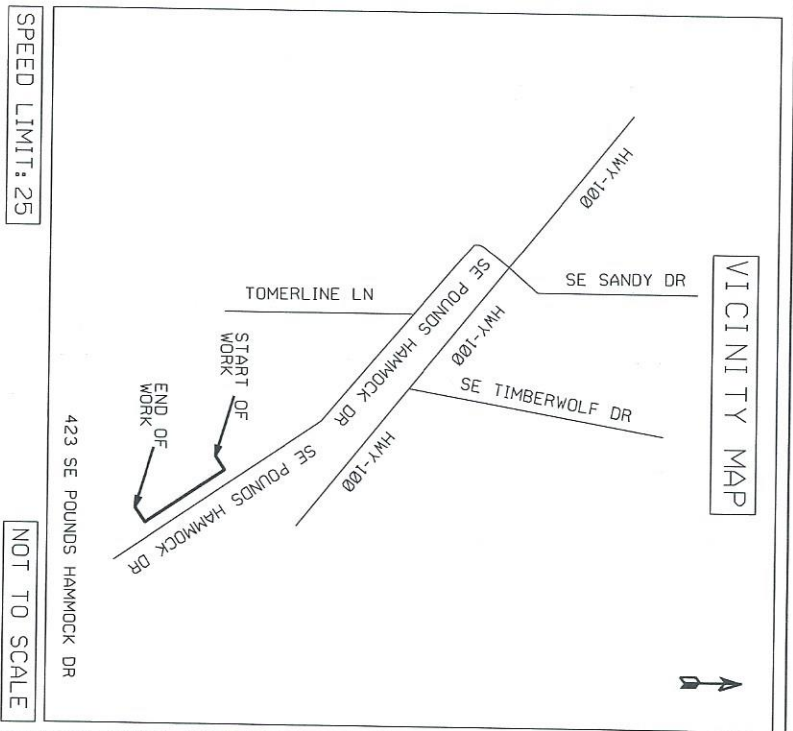 VICINITY MAP
HWY-100
SE SANDY DR
SE POUNDS HAMMOCK DR
HWY-100
SE TIMBERWOLF DR
TOMERLINE LN
HWY-100
SE POUNDS HAMMOCK DR
START OF
WORK
END OF
WORK
423 SE POUNDS HAMMOCK DR
SPEED LIMIT: 25
NOT TO SCALE